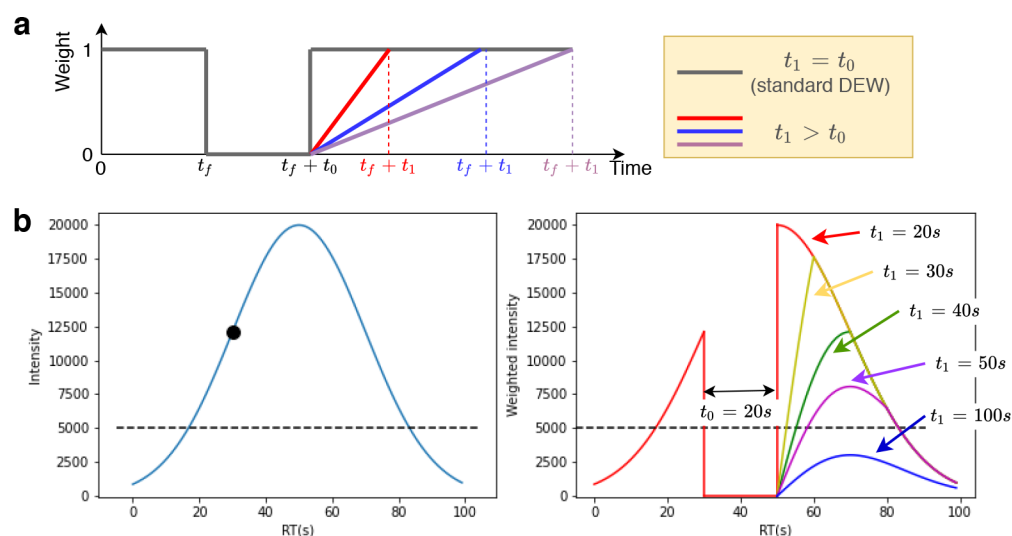 a
Weight
1
0
0
t_f
t_f + t_0
t_f + t_1
t_f + t_1
t_f + t_1
Time
t_1 = t_0
(standard DEW)
t_1 > t_0
b
Intensity
20000
17500
15000
12500
10000
7500
5000
2500
0
0
20
40
60
80
100
RT(s)
Weighted intensity
20000
17500
15000
12500
10000
7500
5000
2500
0
0
20
40
60
80
100
RT(s)
t_0 = 20s
t_1 = 20s
t_1 = 30s
t_1 = 40s
t_1 = 50s
t_1 = 100s